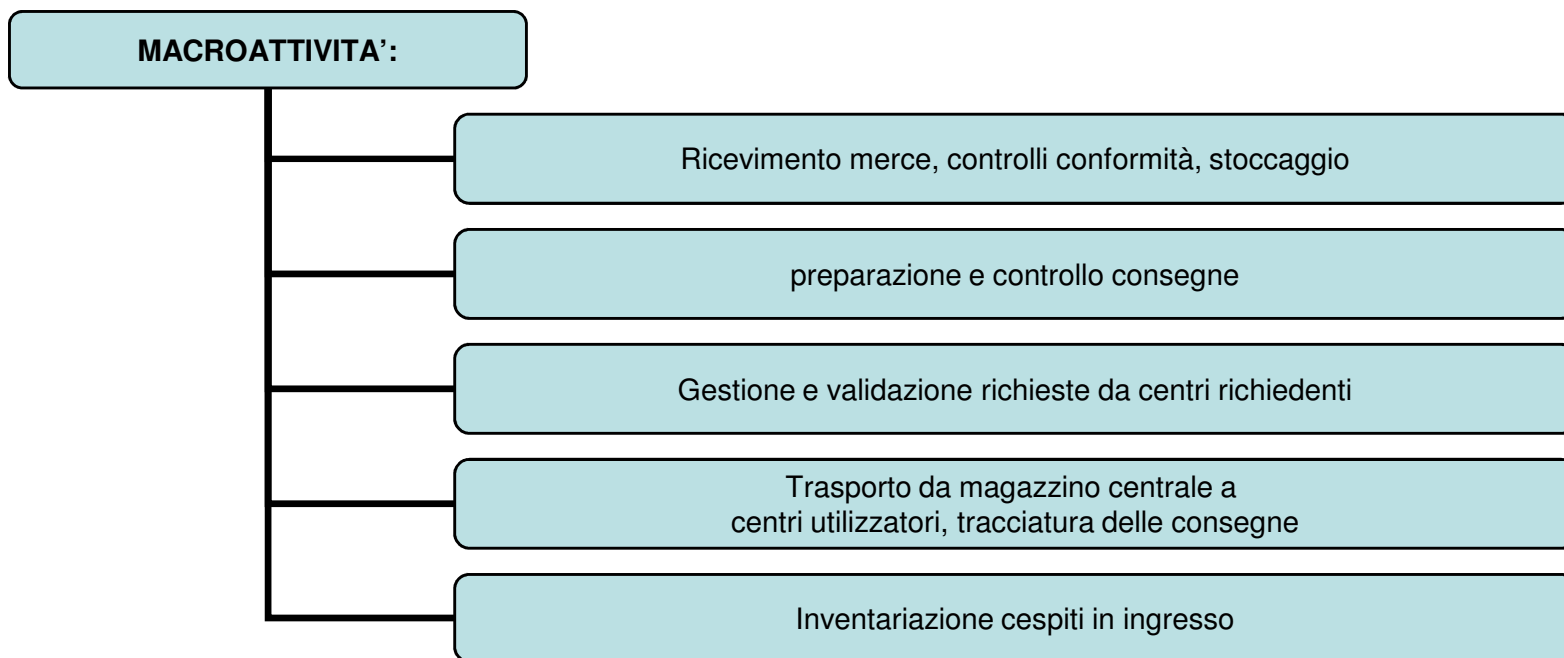 MACROATTIVITA’:
Ricevimento merce, controlli conformità, stoccaggio
preparazione e controllo consegne
Gestione e validazione richieste da centri richiedenti
Trasporto da magazzino centrale a
centri utilizzatori, tracciatura delle consegne
Inventariazione cespiti in ingresso